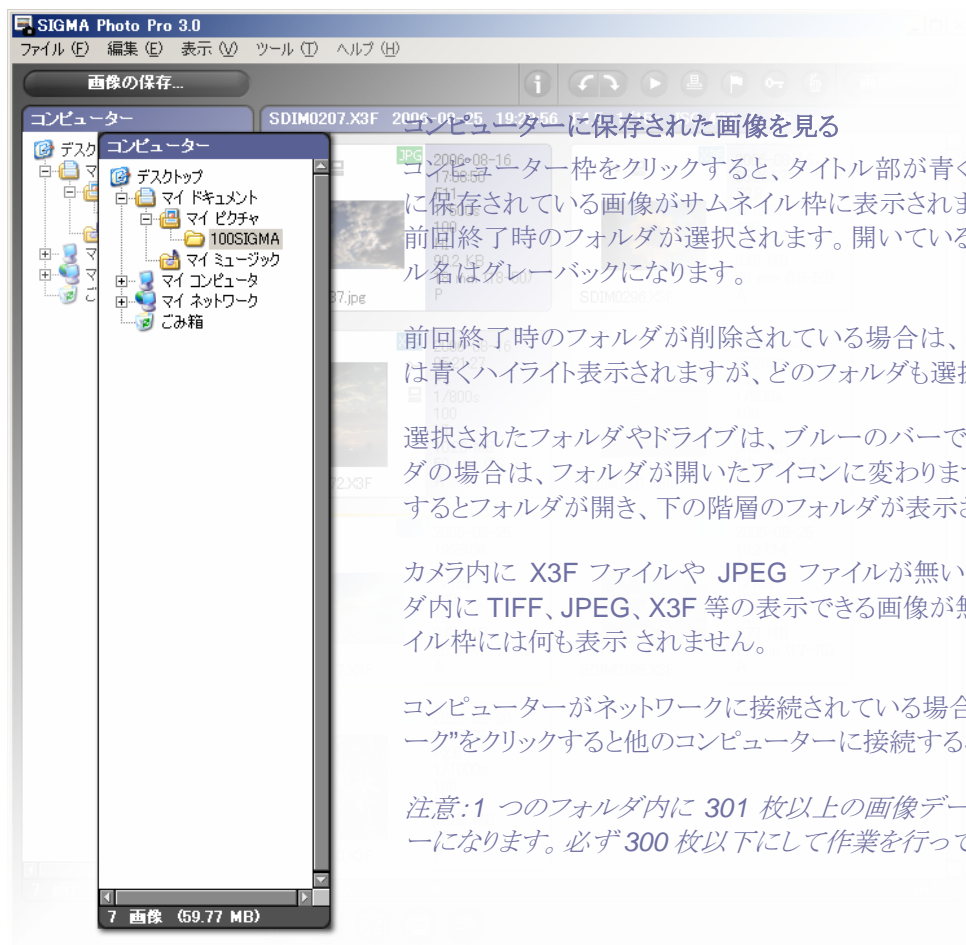 SIGMA Photo Pro 3.0
ファイル (F) 編集 (E) 表示 (V) ツール (T) ヘルプ (H)
画像の保存...
コンピューター
SDIM0207.X3F 2006-08-25
デスク
コンピューター
デスクトップ
マイ ドキュメント
マイ ピクチャ
100SIGMA
マイ ミュージック
マイ コンピュータ
マイ ネットワーク
ごみ箱
7 画像 (59.77 MB)
JPG 2006-08-16
37.jpg
72.X3F
1/800s
100
コンピューターに保存された画像を見る
コンピューター枠をクリックすると、タイトル部が青く
に保存されている画像がサムネイル枠に表示されま
前回終了時のフォルダが選択されます。開いている
ル名はグレーバックになります。
前回終了時のフォルダが削除されている場合は、
は青くハイライト表示されますが、どのフォルダも選択
選択されたフォルダやドライブは、ブルーのバーで
ダの場合は、フォルダが開いたアイコンに変わります
するとフォルダが開き、下の階層のフォルダが表示さ
カメラ内に X3F ファイルや JPEG ファイルが無い
ダ内に TIFF、JPEG、X3F 等の表示できる画像が無
イル枠には何も表示 されません。
コンピューターがネットワークに接続されている場合
ーク"をクリックすると他のコンピューターに接続する
注意：1 つのフォルダ内に 301 枚以上の画像デー
ーになります。必ず 300 枚以下にして作業を行って